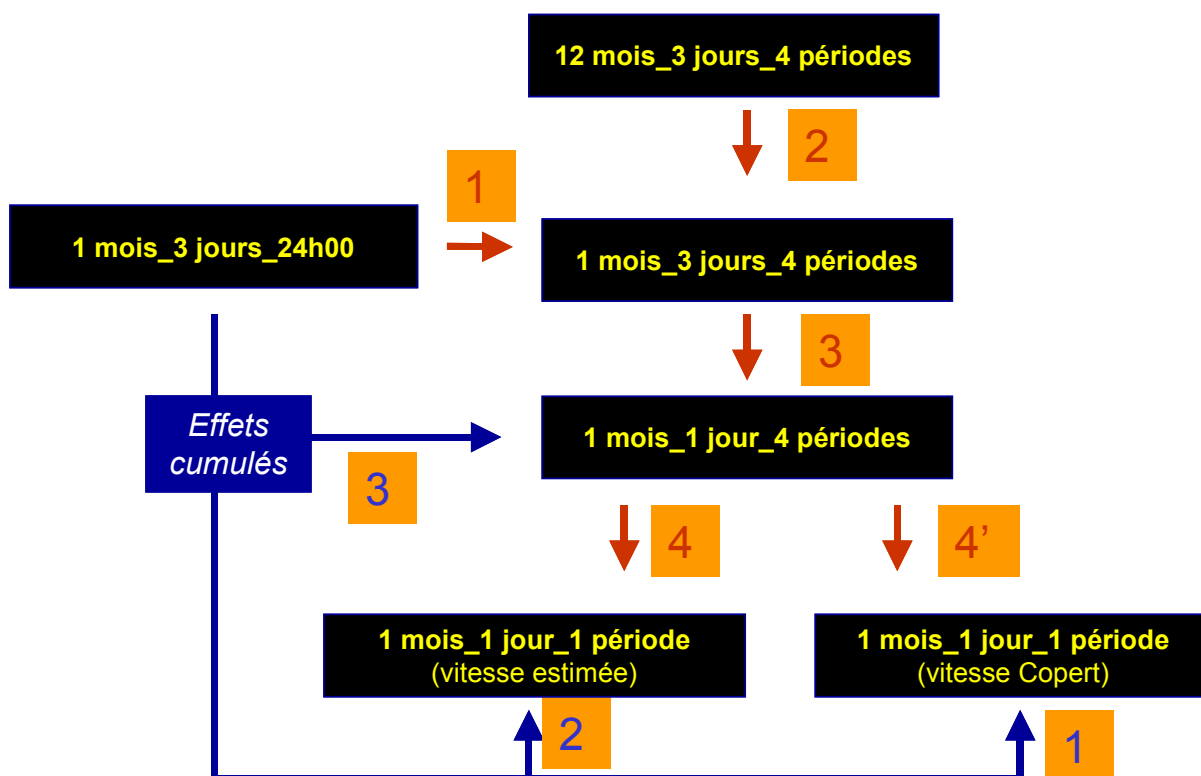 12 mois_3 jours_4 périodes
2
1
1 mois_3 jours_24h00
1 mois_3 jours_4 périodes
3
Effets
cumulés
1 mois_1 jour_4 périodes
3
4
4’
1 mois_1 jour_1 période
(vitesse estimée)
1 mois_1 jour_1 période
(vitesse Copert)
2
1